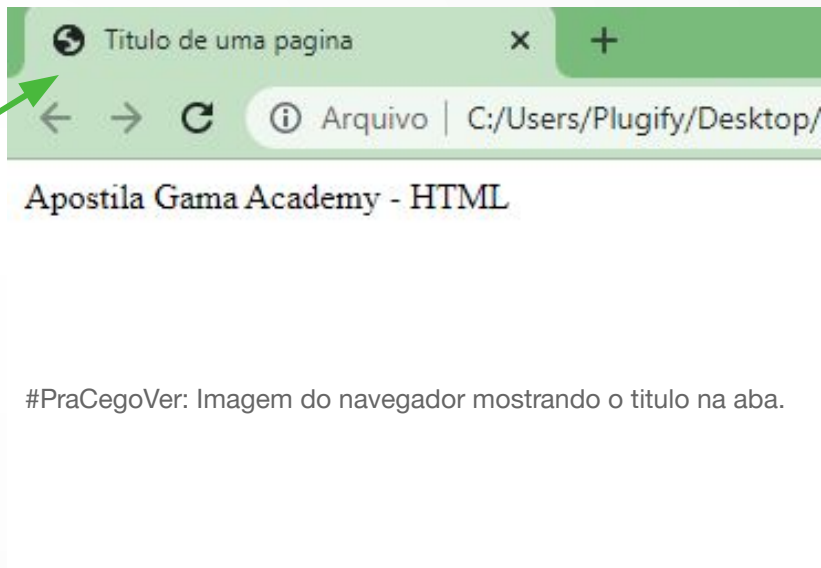 Titulo de uma pagina
Arquivo | C:/Users/Plugify/Desktop/
Apostila Gama Academy - HTML
#PraCegoVer: Imagem do navegador mostrando o titulo na aba.